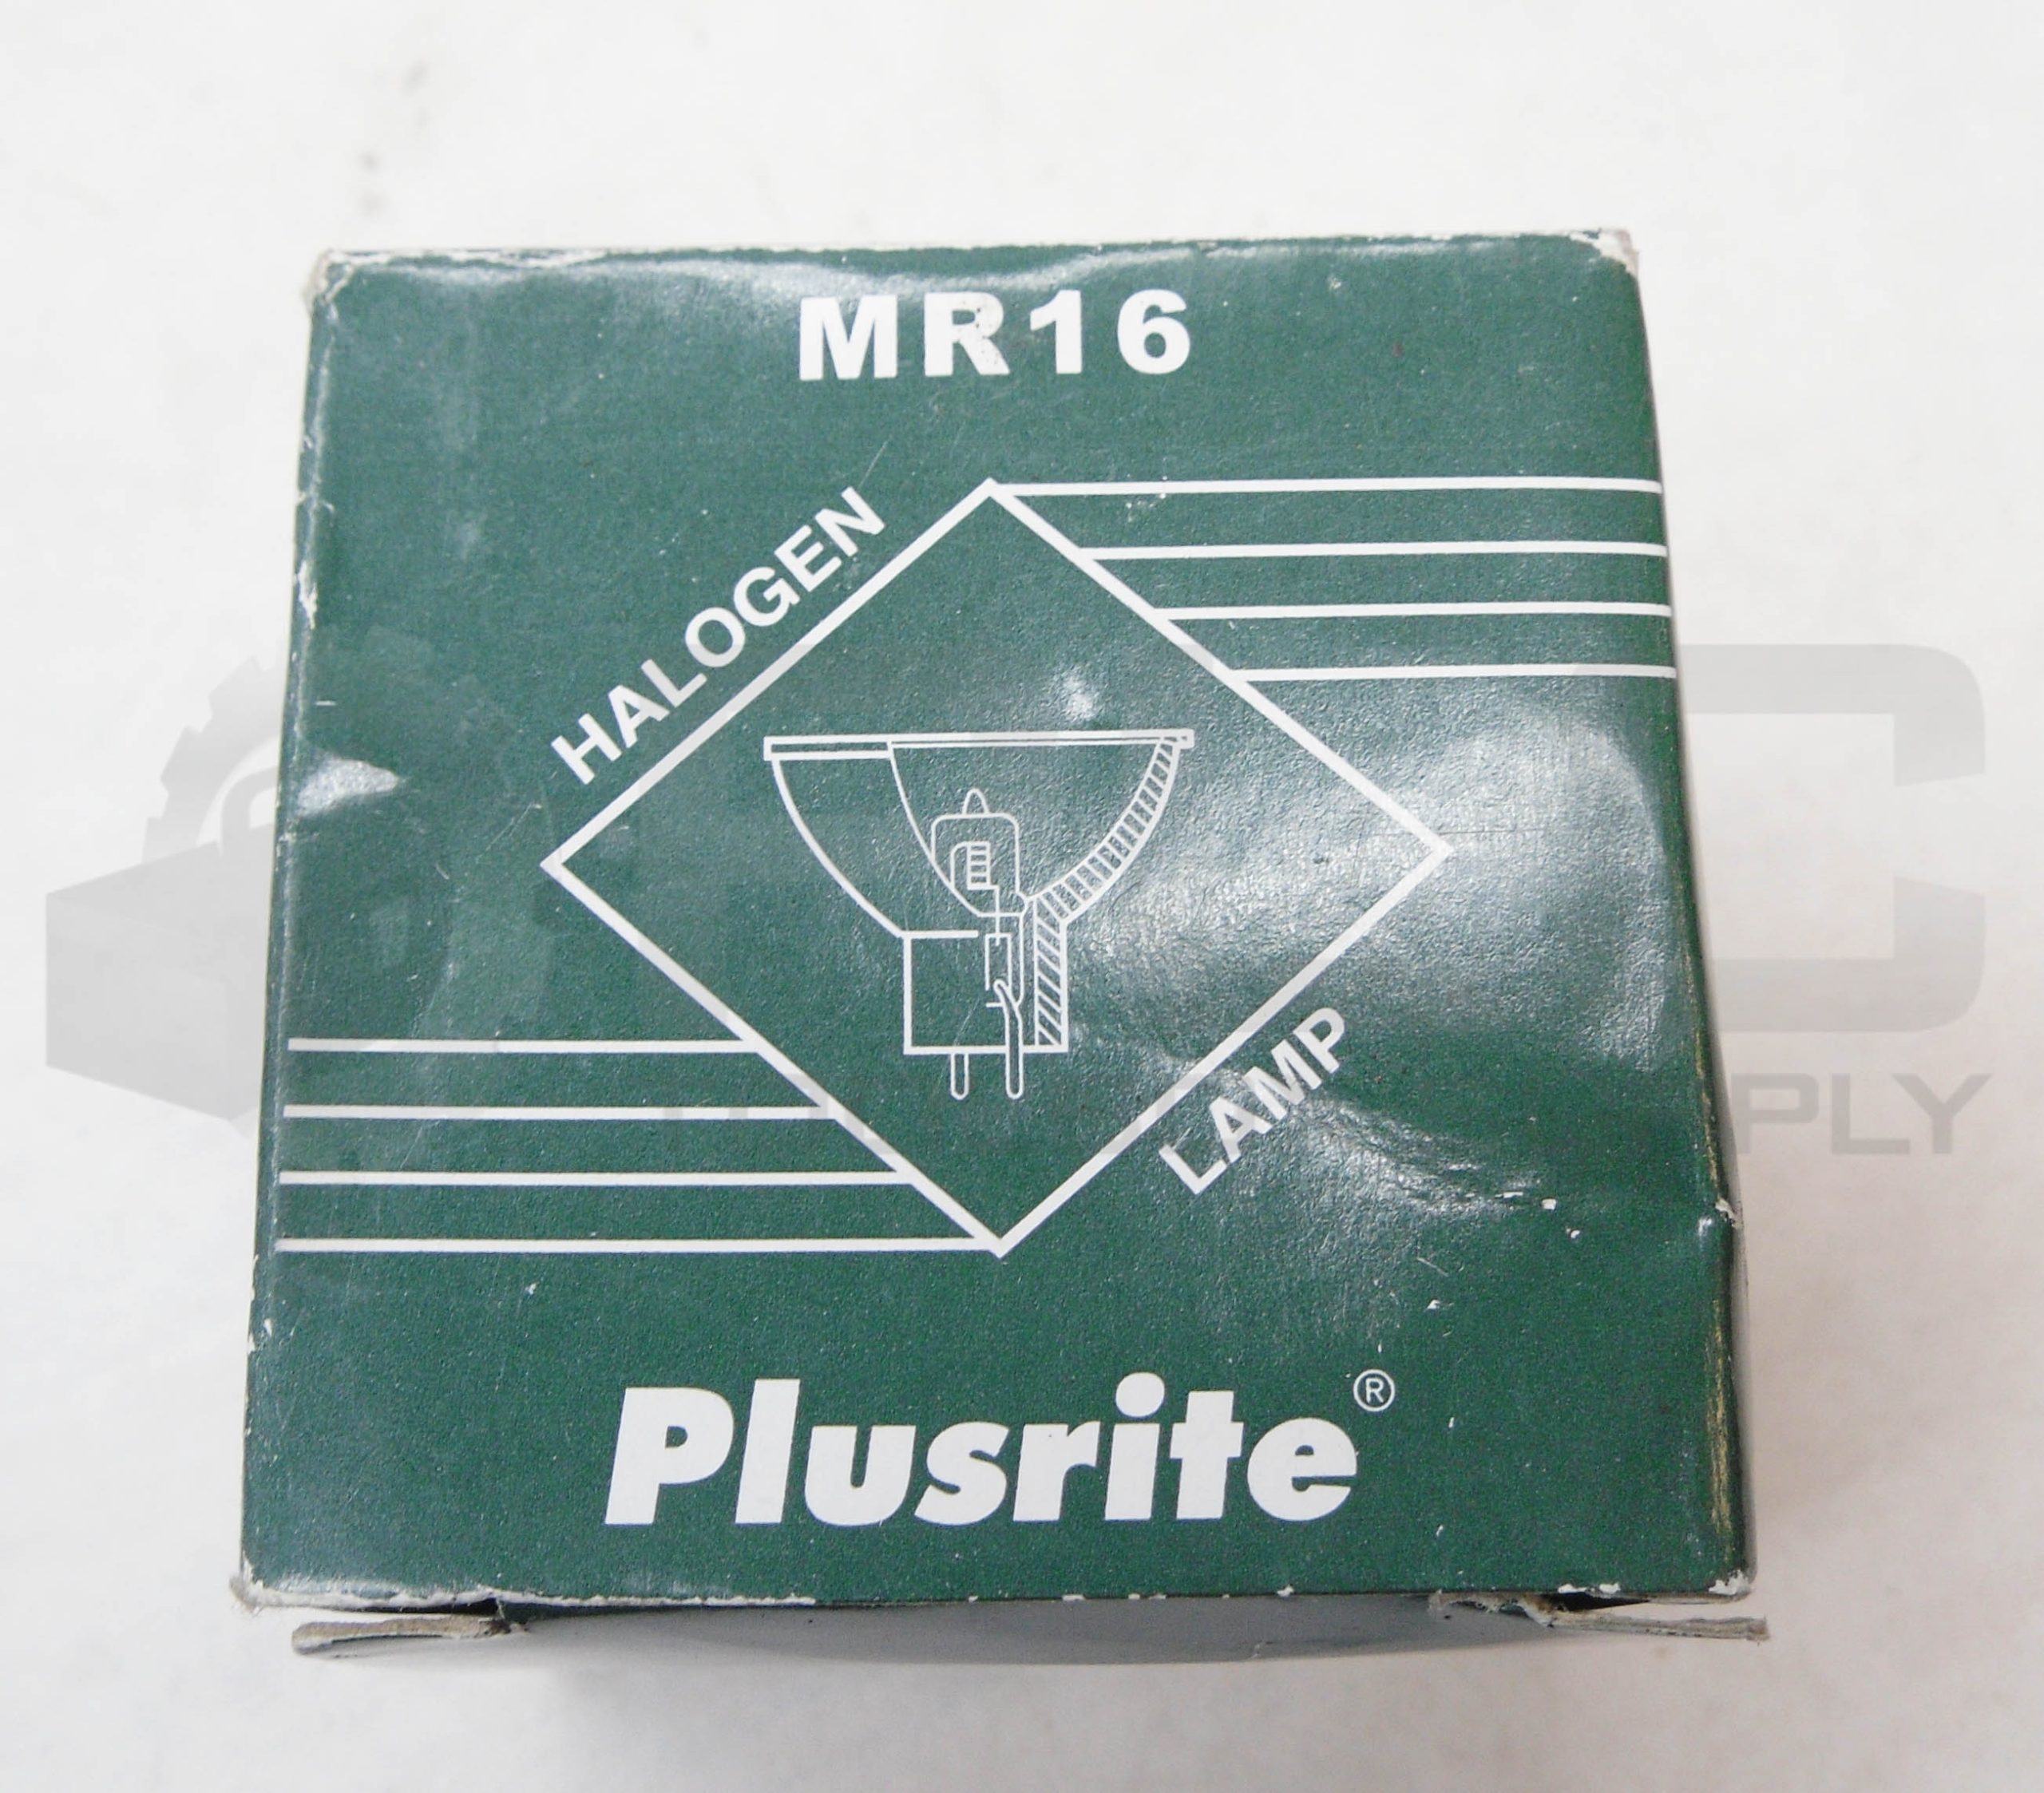 MR16
HALOGEN
LAMP
Plusrite®